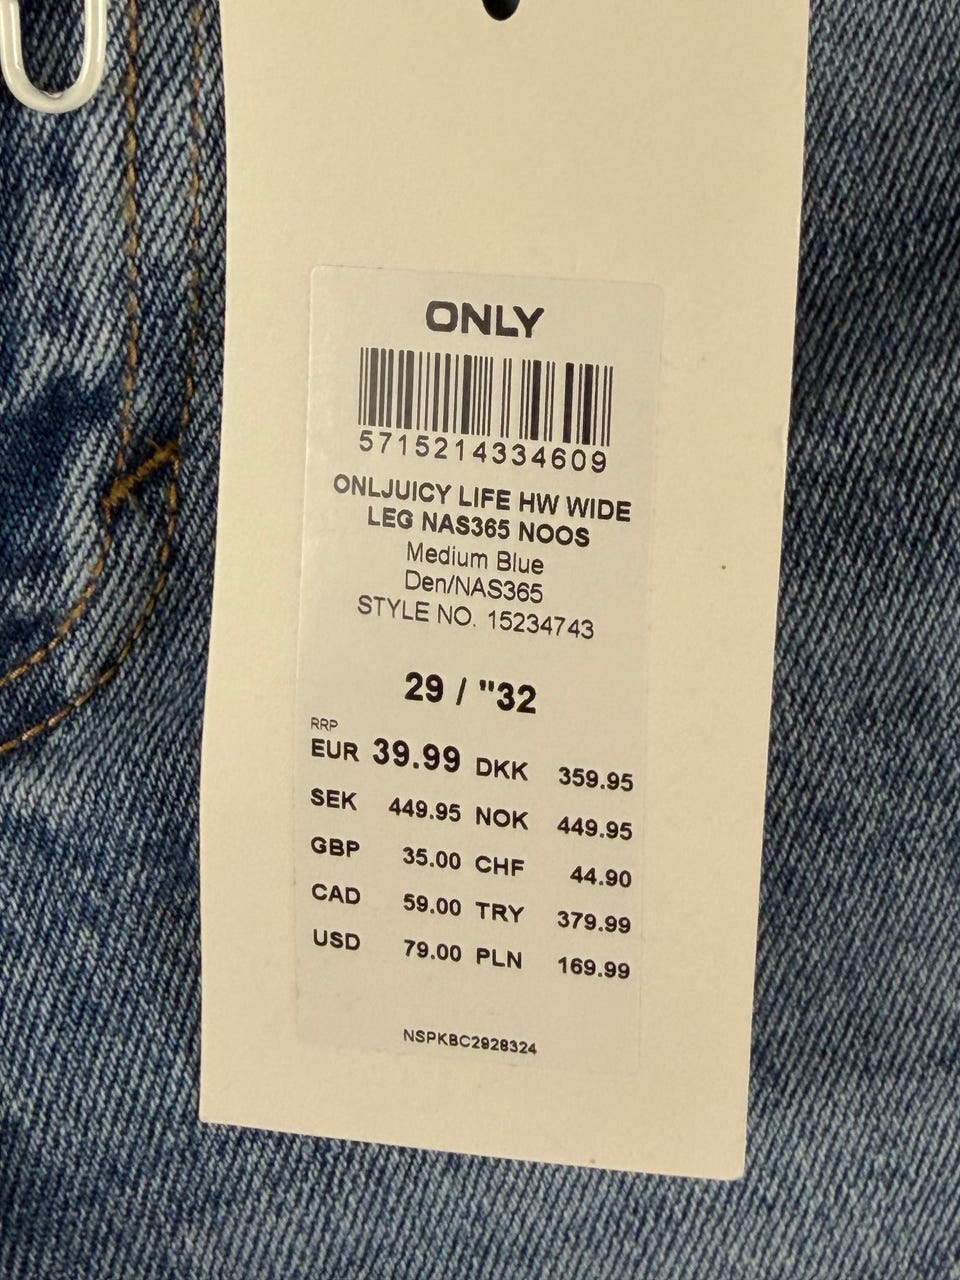 ONLY
5715214334609
ONLJUICY LIFE HW WIDE
LEG NAS365 NOOS
Medium Blue
Den/NAS365
STYLE NO. 15234743
29 / "32
RRP
EUR 39.99 DKK 359.95
SEK 449.95 NOK 449.95
GBP 35.00 CHF 44.90
CAD 59.00 TRY 379.99
USD 79.00 PLN 169.99
NSPKBC2928324